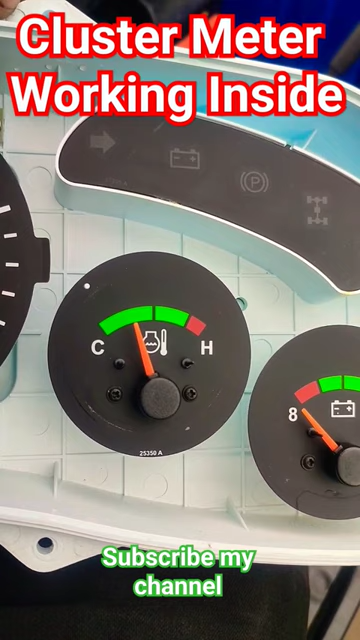 Cluster Meter
Working Inside
P
C
H
25350 A
8
Subscribe my
channel